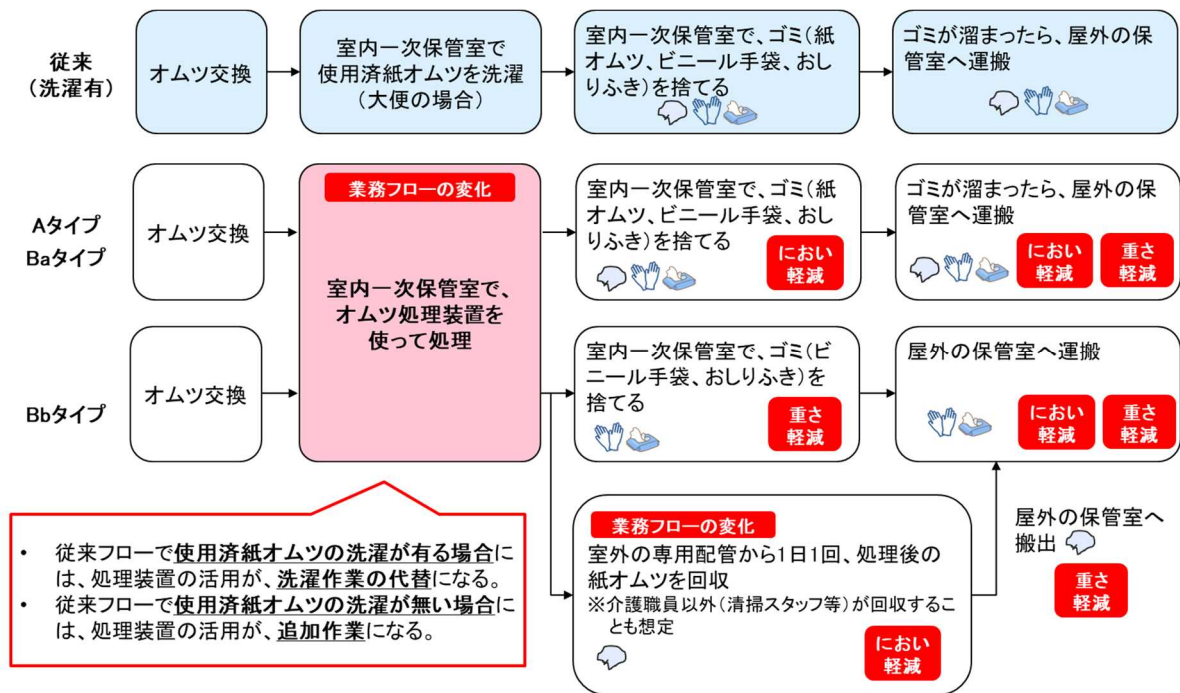 従来
（洗濯有）
オムツ交換
室内一次保管室で
使用済紙オムツを洗濯
（大便の場合）
室内一次保管室で、ゴミ（紙
オムツ、ビニール手袋、おし
りふき）を捨てる
ゴミが溜まったら、屋外の保
管室へ運搬
Aタイプ
Baタイプ
オムツ交換
業務フローの変化
室内一次保管室で、
オムツ処理装置を
使って処理
室内一次保管室で、ゴミ（紙
オムツ、ビニール手袋、おし
りふき）を捨てる
におい
軽減
ゴミが溜まったら、屋外の保
管室へ運搬
におい
軽減
重さ
軽減
Bbタイプ
オムツ交換
室内一次保管室で、ゴミ（ビ
ニール手袋、おしりふき）を
捨てる
重さ
軽減
屋外の保管室へ運搬
におい
軽減
重さ
軽減
• 従来フローで使用済紙オムツの洗濯が有る場合に
は、処理装置の活用が、洗濯作業の代替になる。
• 従来フローで使用済紙オムツの洗濯が無い場合に
は、処理装置の活用が、追加作業になる。
業務フローの変化
室外の専用配管から1日1回、処理後の
紙オムツを回収
※介護職員以外（清掃スタッフ等）が回収するこ
とも想定
におい
軽減
屋外の保管室へ
搬出
重さ
軽減